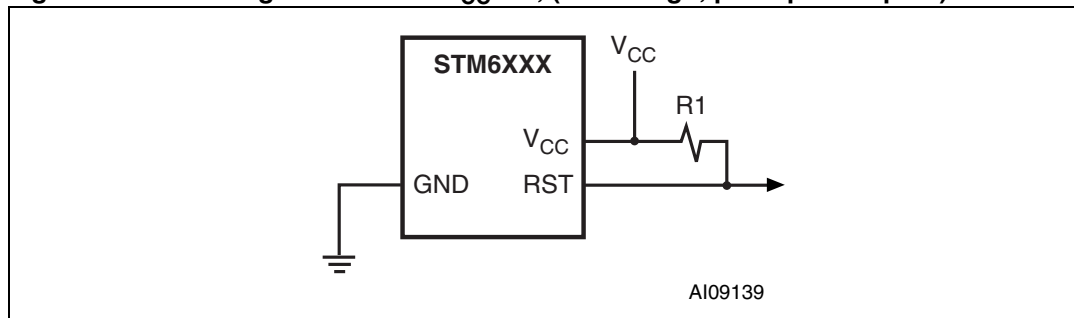 STM6XXX
VCC
R1
VCC
GND
RST
AI09139